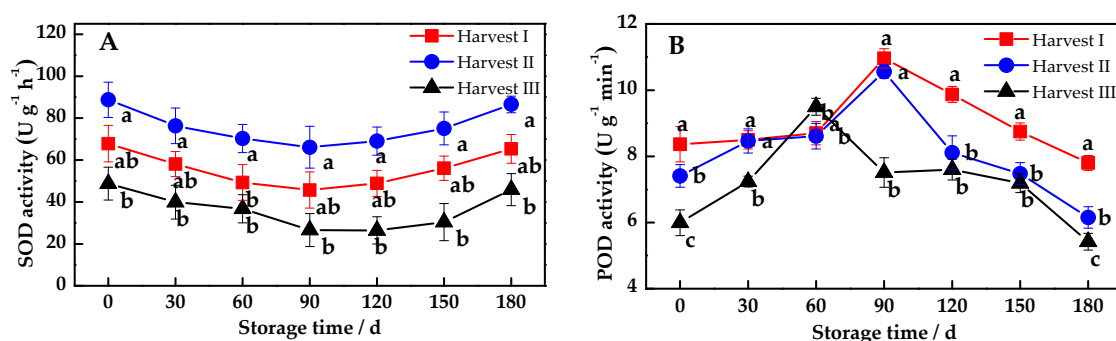 A
Harvest I
Harvest II
Harvest III
SOD activity (U g⁻¹ h⁻¹)
120
100
80
60
40
20
0
a a a a a a a
ab a ab ab ab ab ab
b b b b b b b
0 30 60 90 120 150 180
Storage time / d
B
Harvest I
Harvest II
Harvest III
POD activity (U g⁻¹ min⁻¹)
12
10
8
6
4
a a b a a a a
b a a a b b b
c b b b b b c
0 30 60 90 120 150 180
Storage time / d